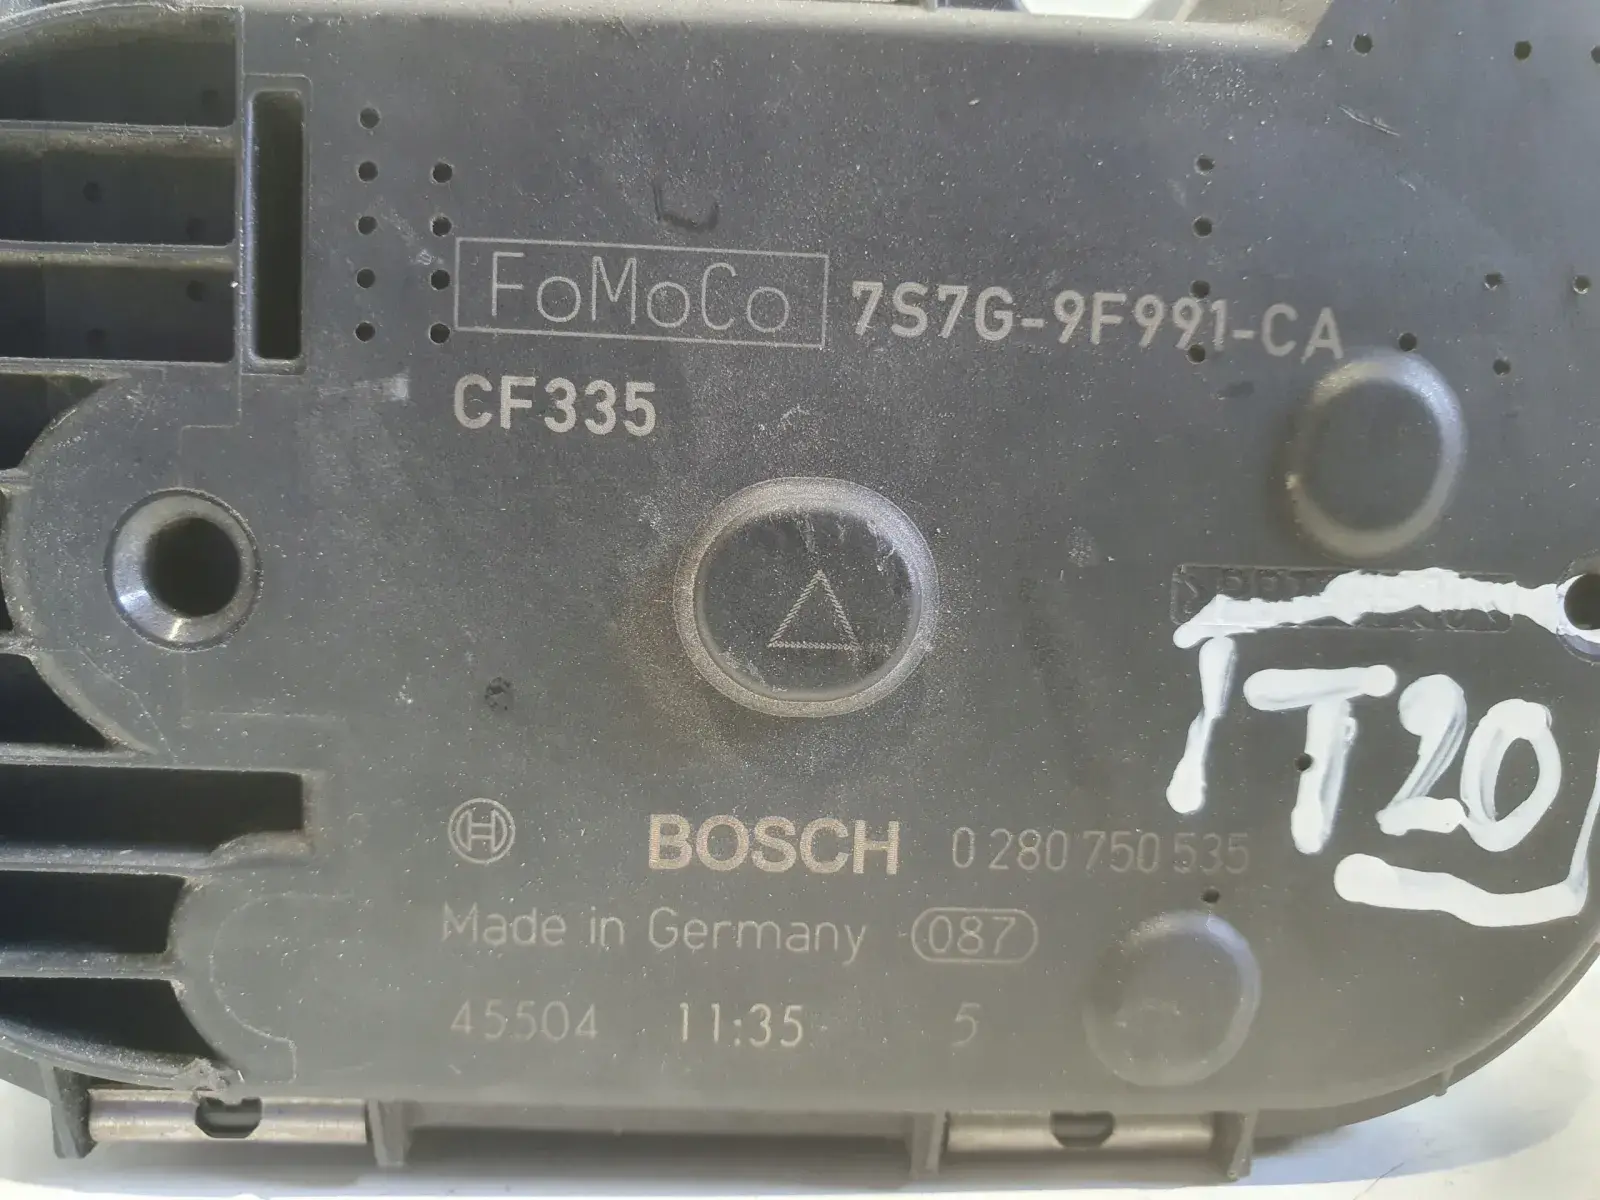 FoMoCo 7S7G-9F991-CA
CF335
T20
BOSCH 0 280 750 535
Made in Germany 087
45504 11:35 5